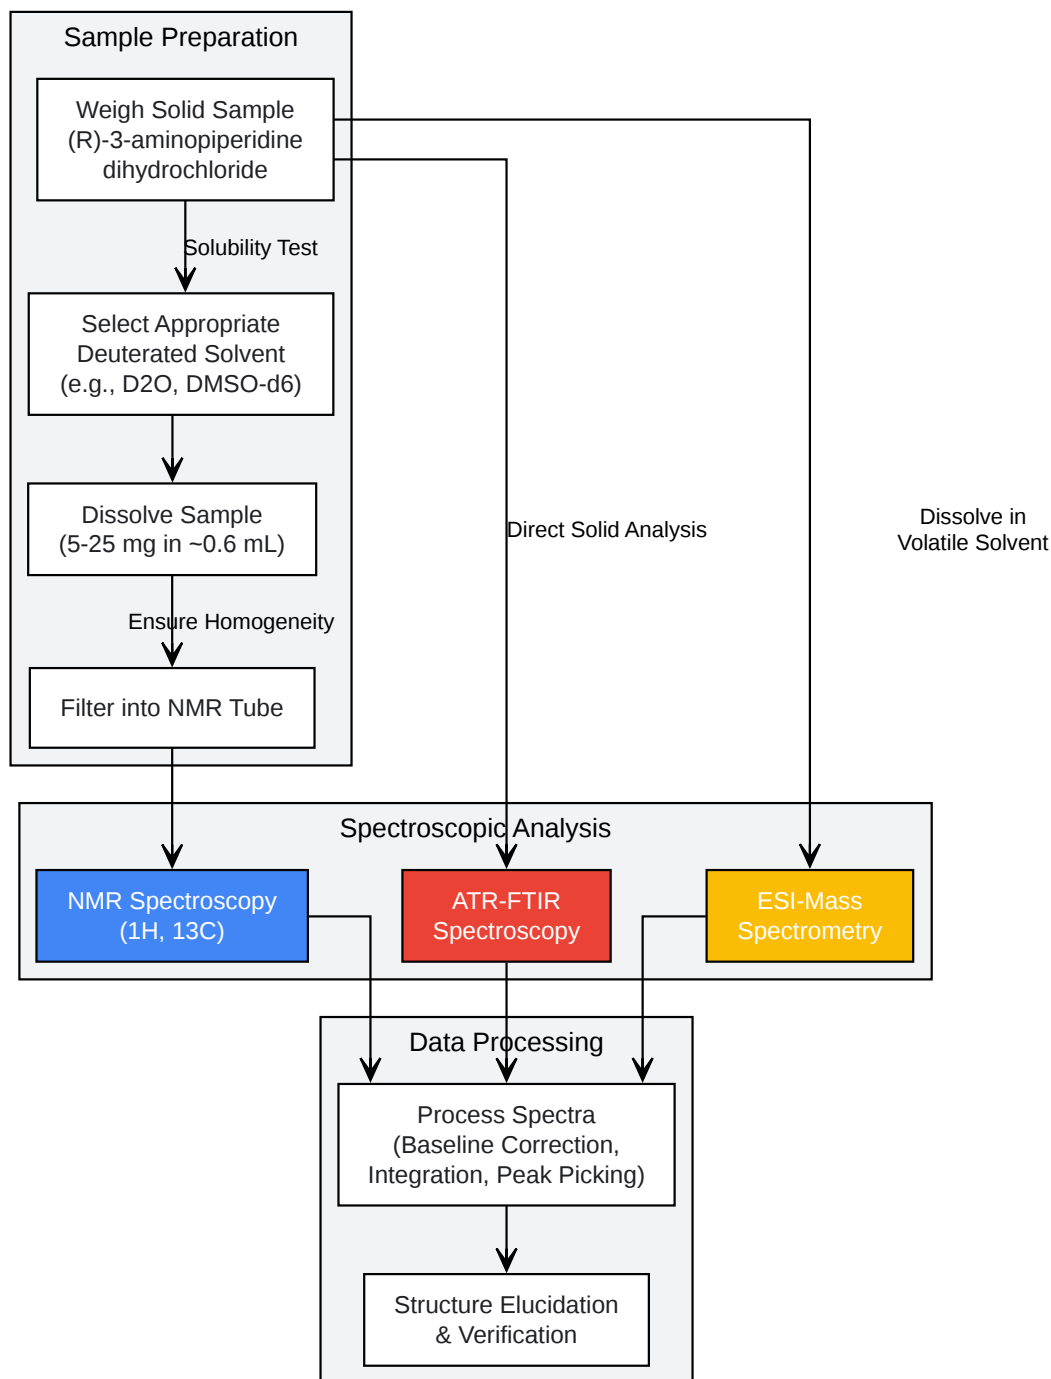 Sample Preparation
Weigh Solid Sample
(R)-3-aminopiperidine
dihydrochloride
Solubility Test
Select Appropriate
Deuterated Solvent
(e.g., D2O, DMSO-d6)
Dissolve Sample
(5-25 mg in ~0.6 mL)
Direct Solid Analysis
Dissolve in
Volatile Solvent
Ensure Homogeneity
Filter into NMR Tube
Spectroscopic Analysis
NMR Spectroscopy
(1H, 13C)
ATR-FTIR
Spectroscopy
ESI-Mass
Spectrometry
Data Processing
Process Spectra
(Baseline Correction,
Integration, Peak Picking)
Structure Elucidation
& Verification